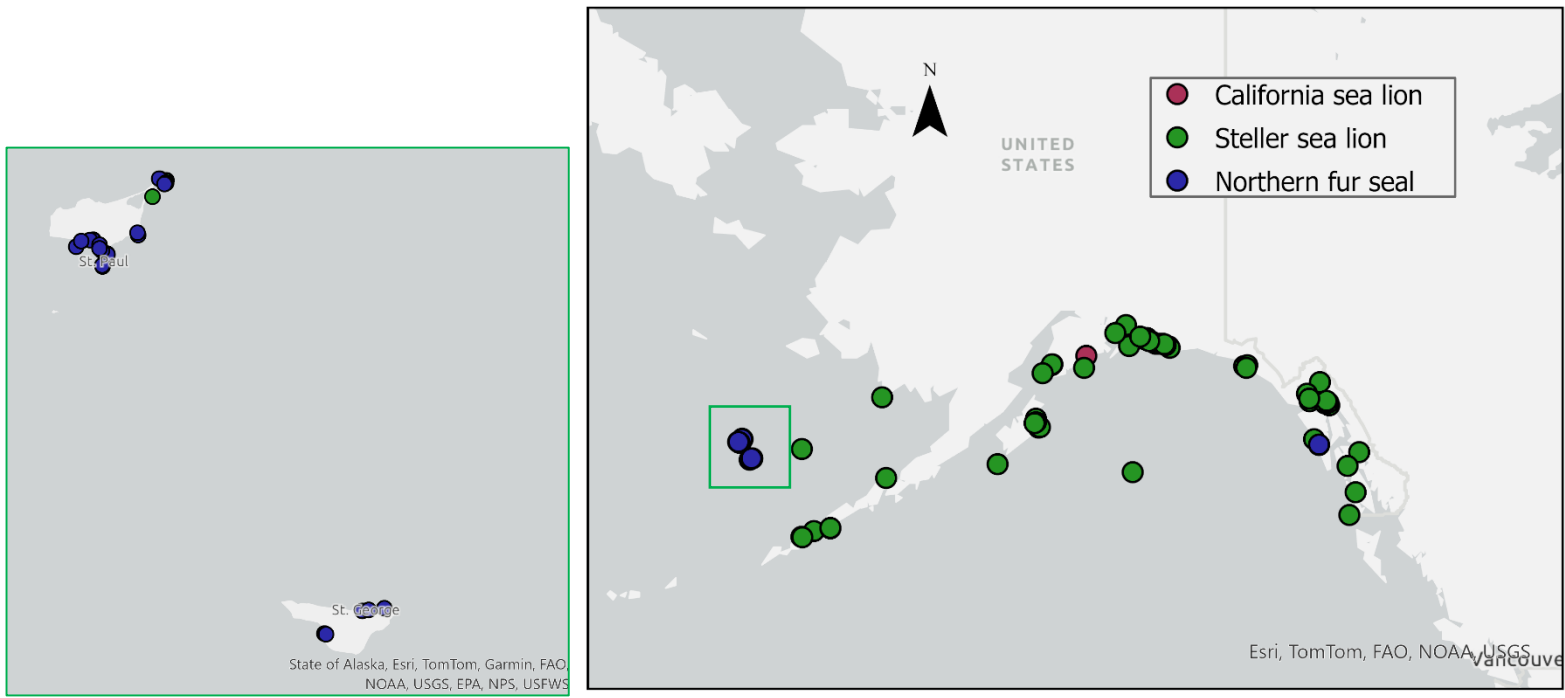 St. Paul
St. George
State of Alaska, Esri, TomTom, Garmin, FAO,
NOAA, USGS, EPA, NPS, USFWS
N
UNITED
STATES
California sea lion
Steller sea lion
Northern fur seal
Esri, TomTom, FAO, NOAA, USGS
Vancouve